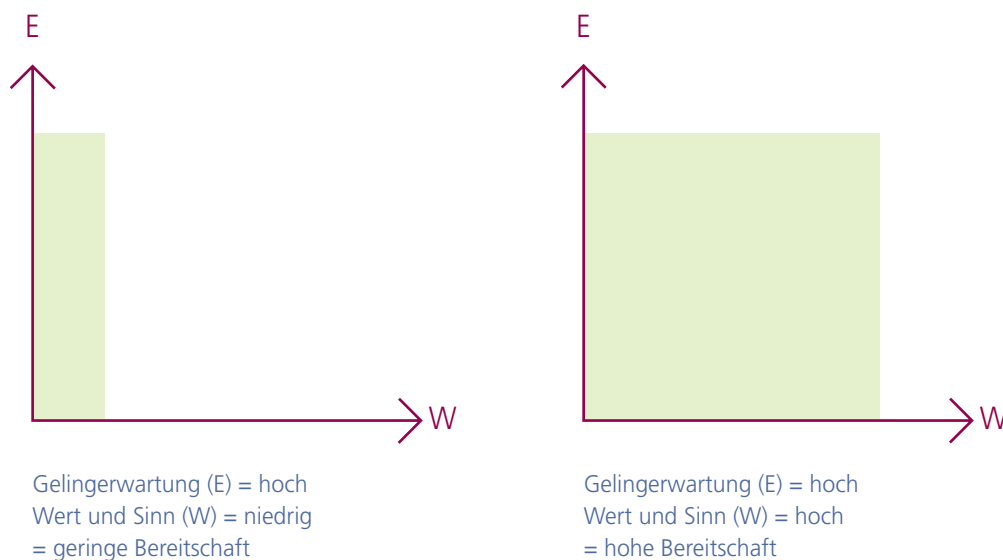 E
W
Gelingerwartung (E) = hoch
Wert und Sinn (W) = niedrig
= geringe Bereitschaft
E
W
Gelingerwartung (E) = hoch
Wert und Sinn (W) = hoch
= hohe Bereitschaft